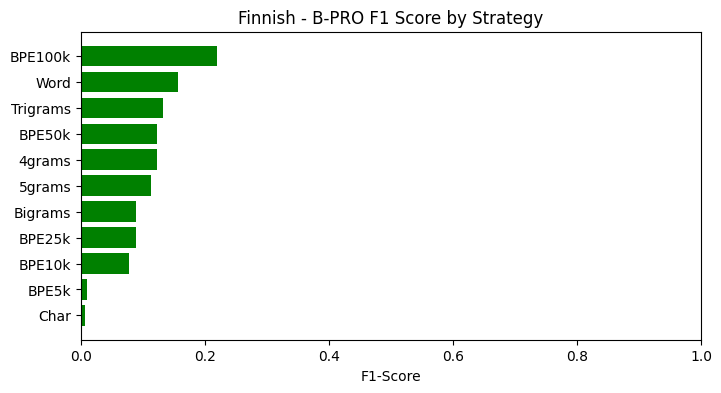 Finnish - B-PRO F1 Score by Strategy
BPE100k
Word
Trigrams
BPE50k
4grams
5grams
Bigrams
BPE25k
BPE10k
BPE5k
Char
0.0 0.2 0.4 0.6 0.8 1.0
F1-Score